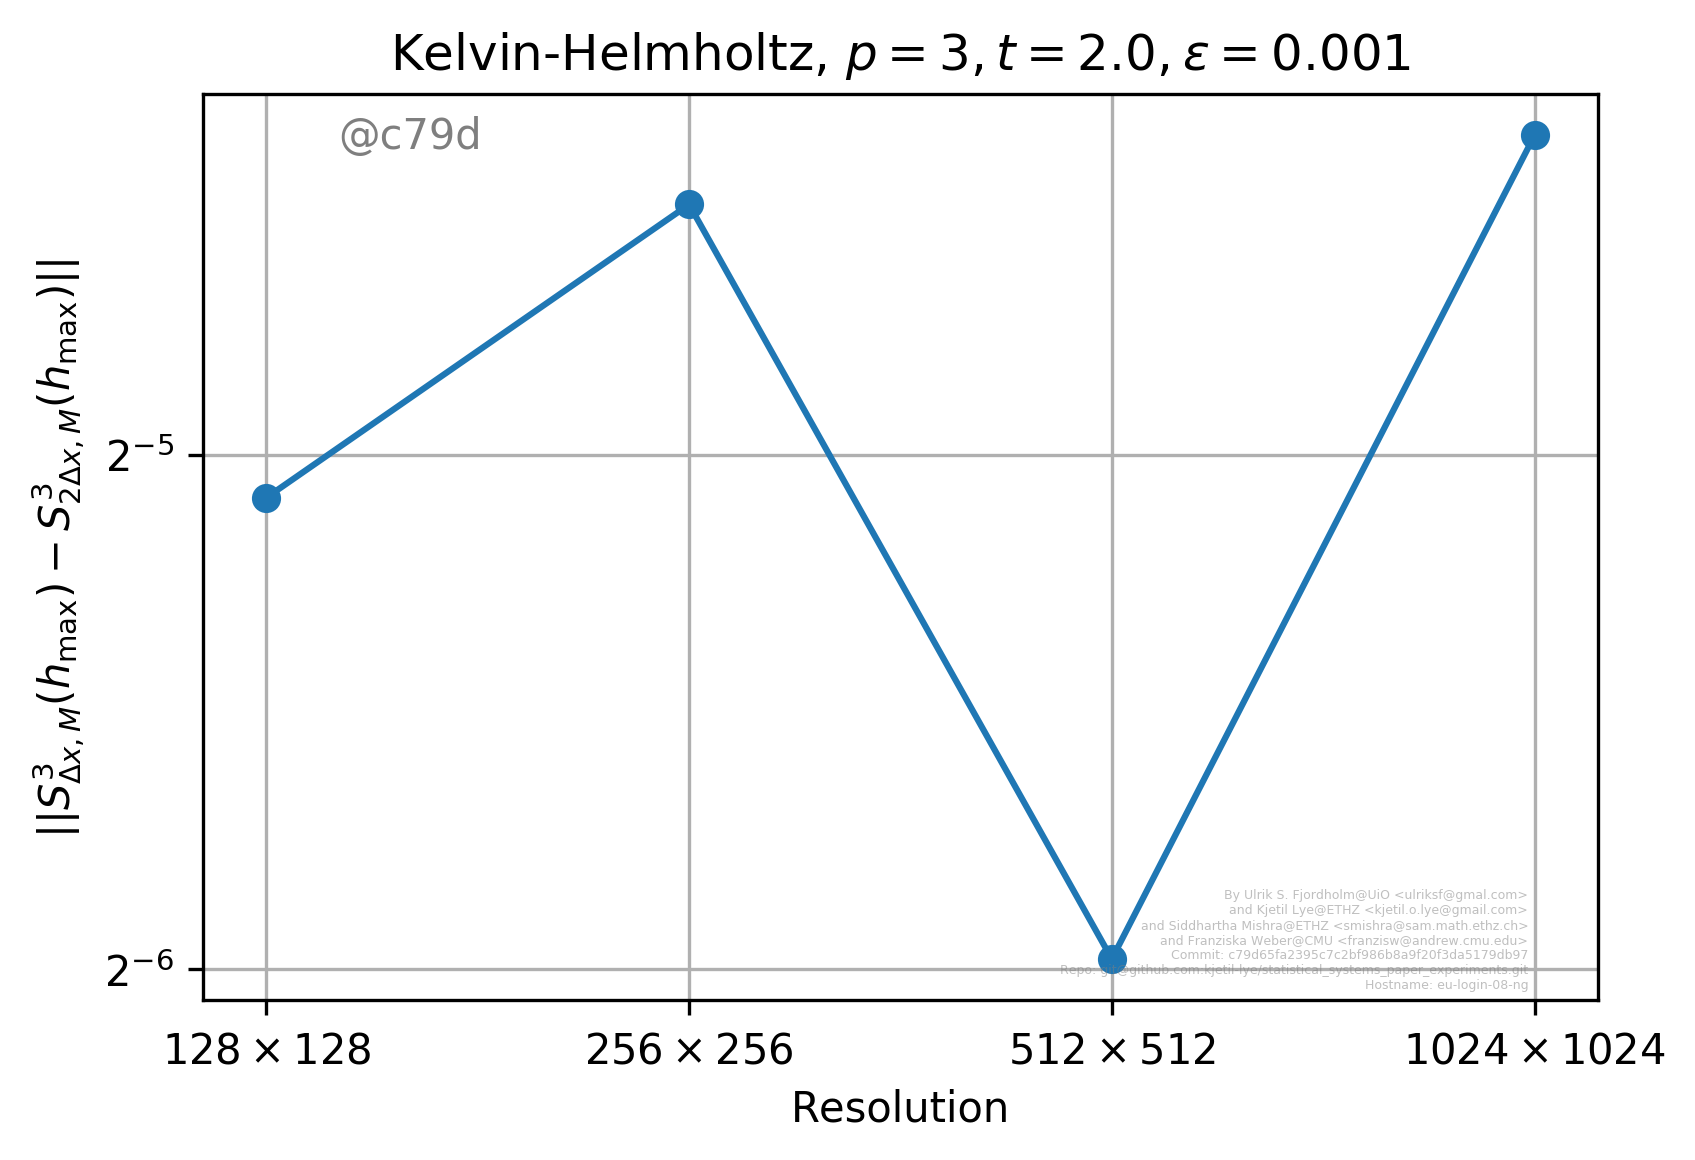 Kelvin-Helmholtz, p = 3, t = 2.0, ε = 0.001
@c79d
||S³_{Δx,M}(h_max) − S³_{2Δx,M}(h_max)||
2⁻⁵
2⁻⁶
By Ulrik S. Fjordholm@UiO <ulriksf@gmal.com>
and Kjetil Lye@ETHZ <kjetil.o.lye@gmail.com>
and Siddhartha Mishra@ETHZ <smishra@sam.math.ethz.ch>
and Franziska Weber@CMU <franzisw@andrew.cmu.edu>
Commit: c79d65fa2395c7c2bf986b8a9f20f3da5179db97
Repo: git@github.com:kjetil-lye/statistical_systems_paper_experiments.git
Hostname: eu-login-08-ng
128 × 128
256 × 256
512 × 512
1024 × 1024
Resolution